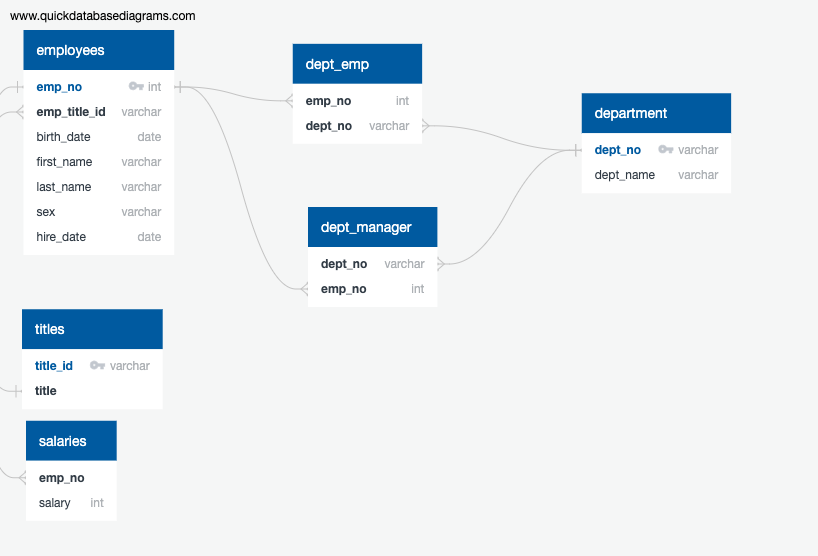 www.quickdatabasediagrams.com
employees
emp_no int
emp_title_id varchar
birth_date date
first_name varchar
last_name varchar
sex varchar
hire_date date
dept_emp
emp_no int
dept_no varchar
department
dept_no varchar
dept_name varchar
dept_manager
dept_no varchar
emp_no int
titles
title_id varchar
title
salaries
emp_no
salary int